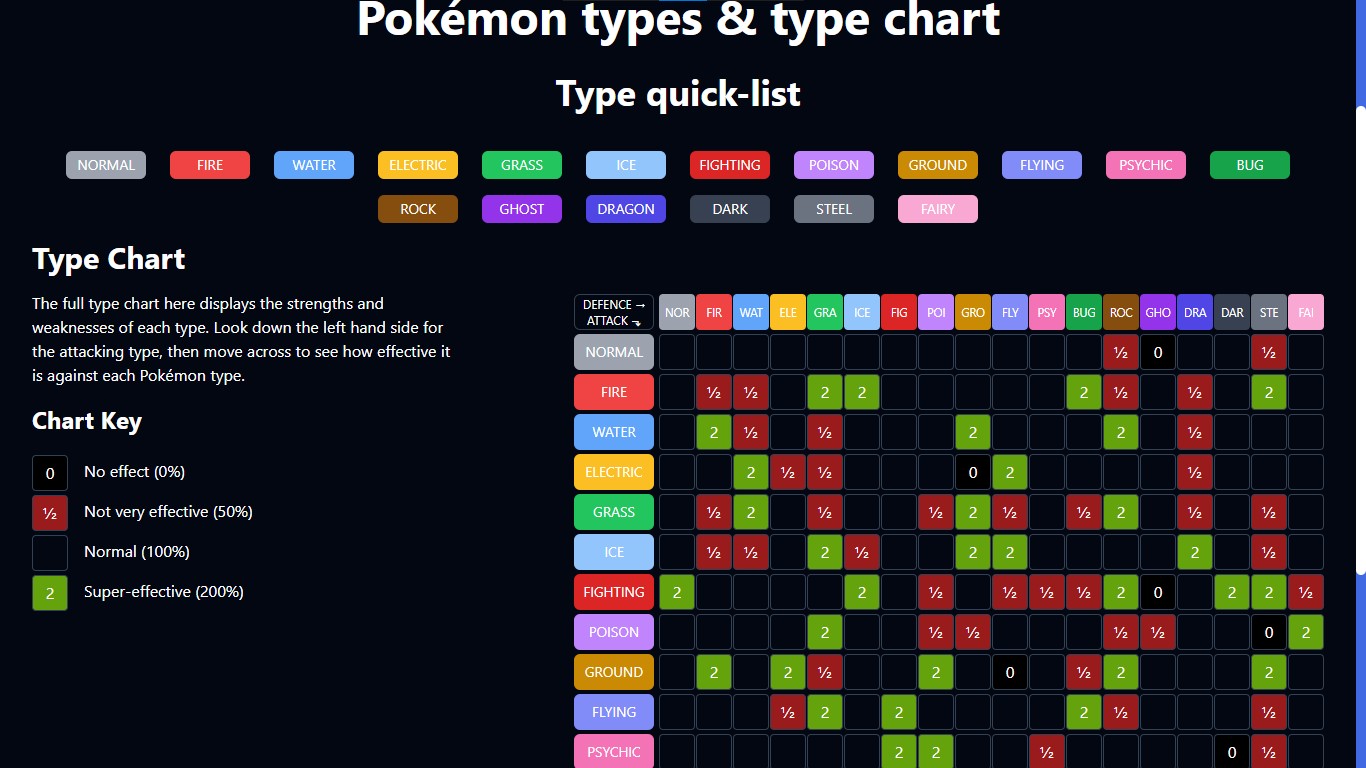 Pokémon types & type chart
Type quick-list
NORMAL FIRE WATER ELECTRIC GRASS ICE FIGHTING POISON GROUND FLYING PSYCHIC BUG
ROCK GHOST DRAGON DARK STEEL FAIRY
Type Chart
The full type chart here displays the strengths and
weaknesses of each type. Look down the left hand side for
the attacking type, then move across to see how effective it
is against each Pokémon type.
Chart Key
0 No effect (0%)
½ Not very effective (50%)
Normal (100%)
2 Super-effective (200%)
DEFENCE →
ATTACK ⬎
NOR FIR WAT ELE GRA ICE FIG POI GRO FLY PSY BUG ROC GHO DRA DAR STE FAI
NORMAL ½ 0 ½
FIRE ½ ½ 2 2 2 ½ ½ 2
WATER 2 ½ ½ 2 2 ½
ELECTRIC 2 ½ ½ 0 2 ½
GRASS ½ 2 ½ ½ 2 ½ ½ 2 ½ ½
ICE ½ ½ 2 ½ 2 2 2 ½
FIGHTING 2 2 ½ ½ ½ ½ 2 0 2 2 ½
POISON 2 ½ ½ ½ ½ 0 2
GROUND 2 2 ½ 2 0 ½ 2 2
FLYING ½ 2 2 2 ½ ½
PSYCHIC 2 2 ½ 0 ½